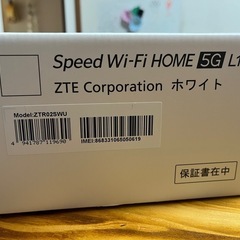 Speed Wi-Fi HOME 5G L1
ZTE Corporation ホワイト
Model:ZTR02SWU
4 941787 119690
IMEI:868331068050619
保証書在中